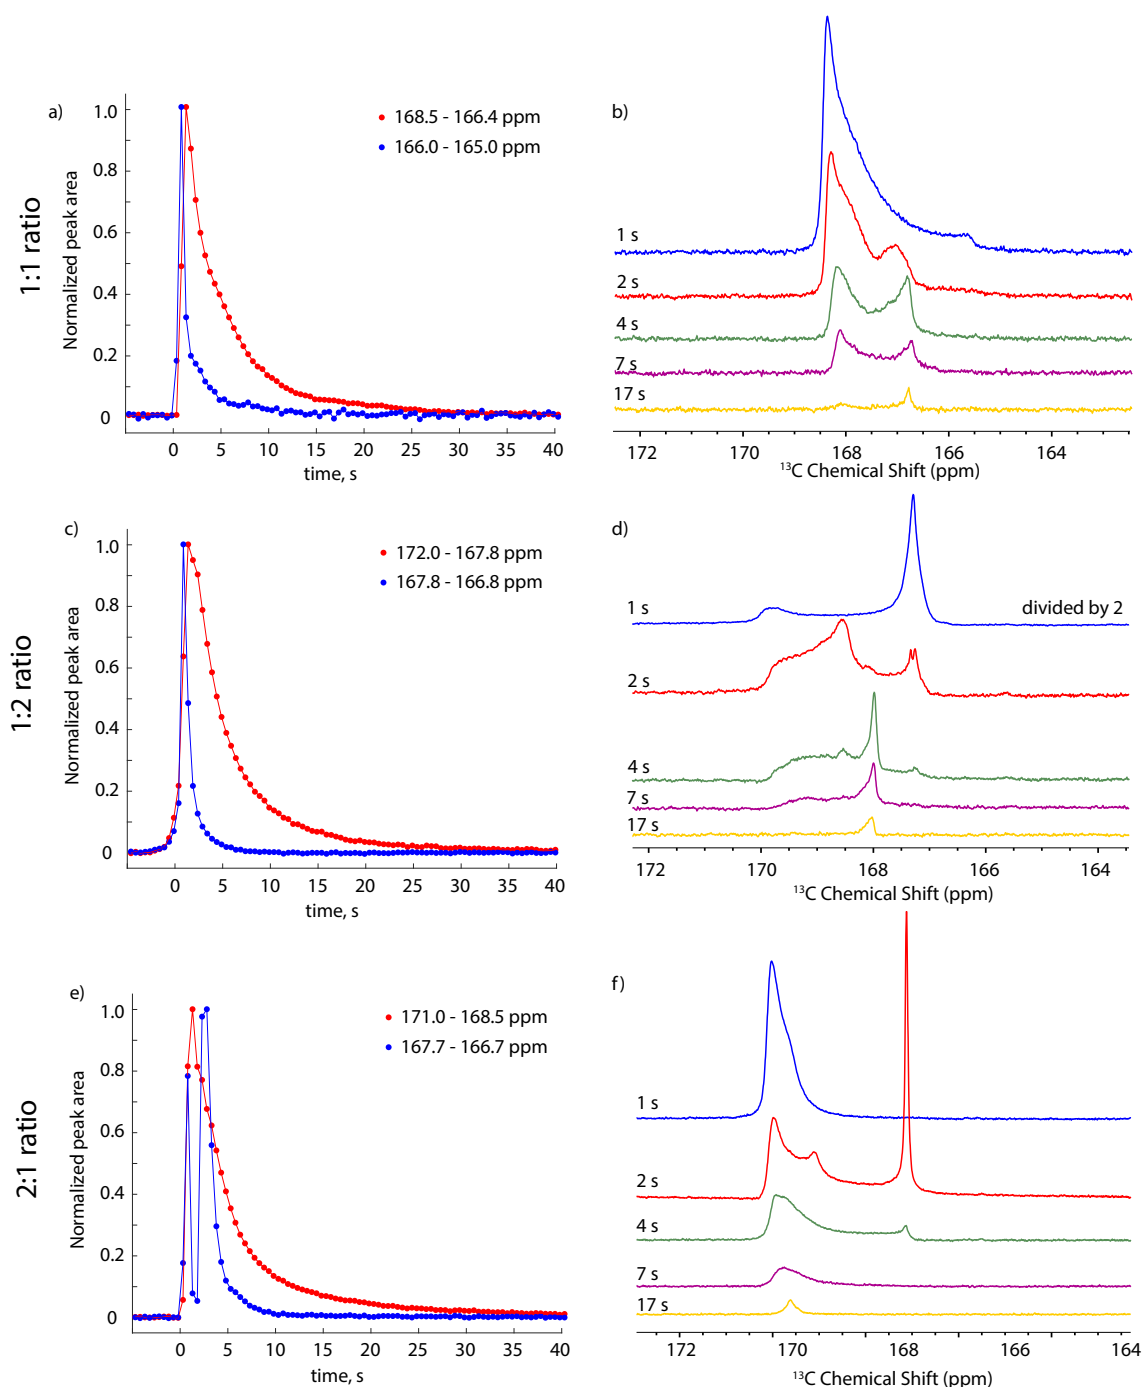 1:1 ratio
a)
Normalized peak area
1.0
0.8
0.6
0.4
0.2
0
168.5 - 166.4 ppm
166.0 - 165.0 ppm
0 5 10 15 20 25 30 35 40
time, s
b)
1 s
2 s
4 s
7 s
17 s
172 170 168 166 164
¹³C Chemical Shift (ppm)
1:2 ratio
c)
Normalized peak area
1.0
0.8
0.6
0.4
0.2
0
172.0 - 167.8 ppm
167.8 - 166.8 ppm
0 5 10 15 20 25 30 35 40
time, s
d)
1 s
divided by 2
2 s
4 s
7 s
17 s
172 170 168 166 164
¹³C Chemical Shift (ppm)
2:1 ratio
e)
Normalized peak area
1.0
0.8
0.6
0.4
0.2
0
171.0 - 168.5 ppm
167.7 - 166.7 ppm
0 5 10 15 20 25 30 35 40
time, s
f)
1 s
2 s
4 s
7 s
17 s
172 170 168 166 164
¹³C Chemical Shift (ppm)